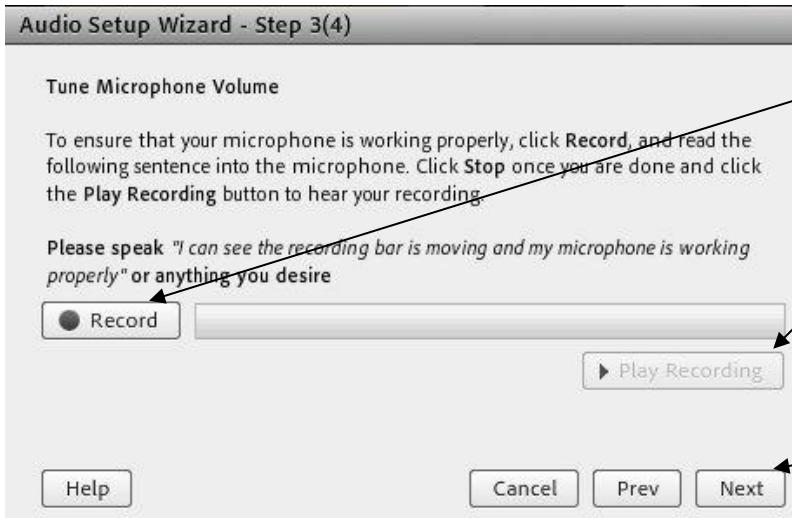 Audio Setup Wizard - Step 3(4)
Tune Microphone Volume
To ensure that your microphone is working properly, click Record, and read the
following sentence into the microphone. Click Stop once you are done and click
the Play Recording button to hear your recording.
Please speak "I can see the recording bar is moving and my microphone is working
properly" or anything you desire
Record
Play Recording
Help Cancel Prev Next